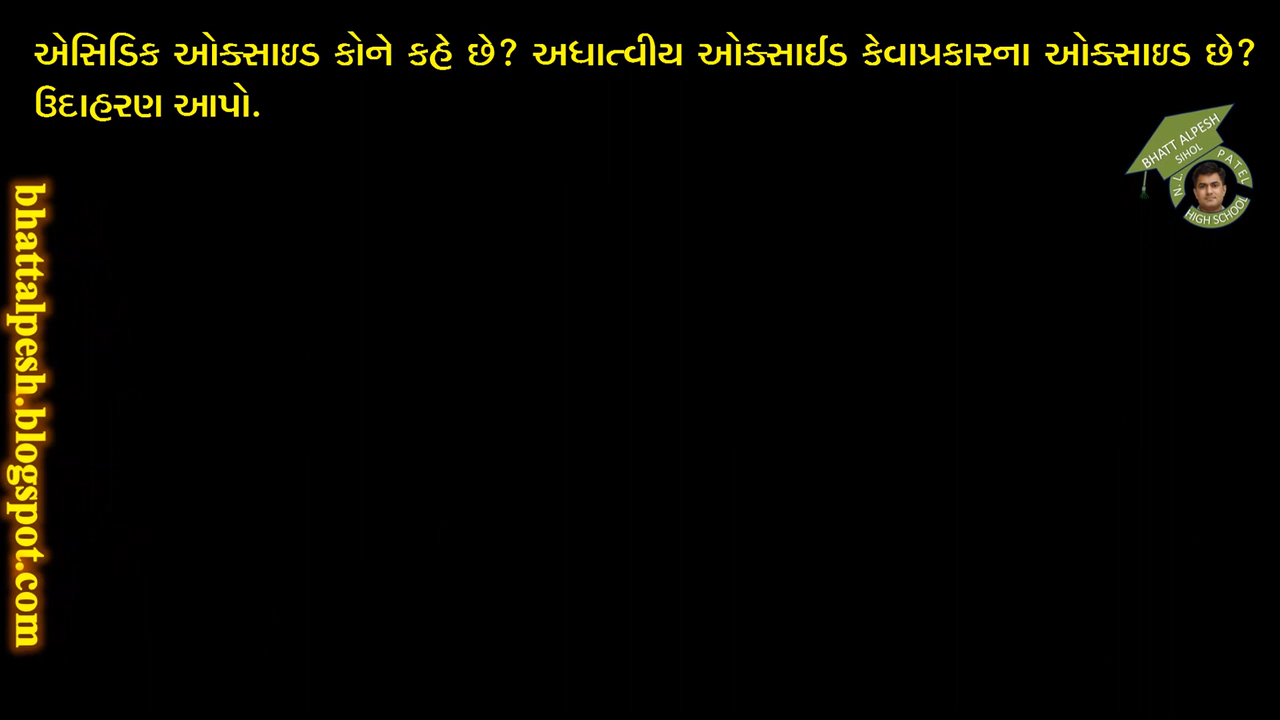 એસિડિક ઓક્સાઇડ કોને કહે છે? અધાત્વીય ઓક્સાઈડ કેવાપ્રકારના ઓક્સાઇડ છે?
ઉદાહરણ આપો.
BHATT ALPESH
SIHOL
N. L. PATEL
HIGH SCHOOL
bhattalpesh.blogspot.com